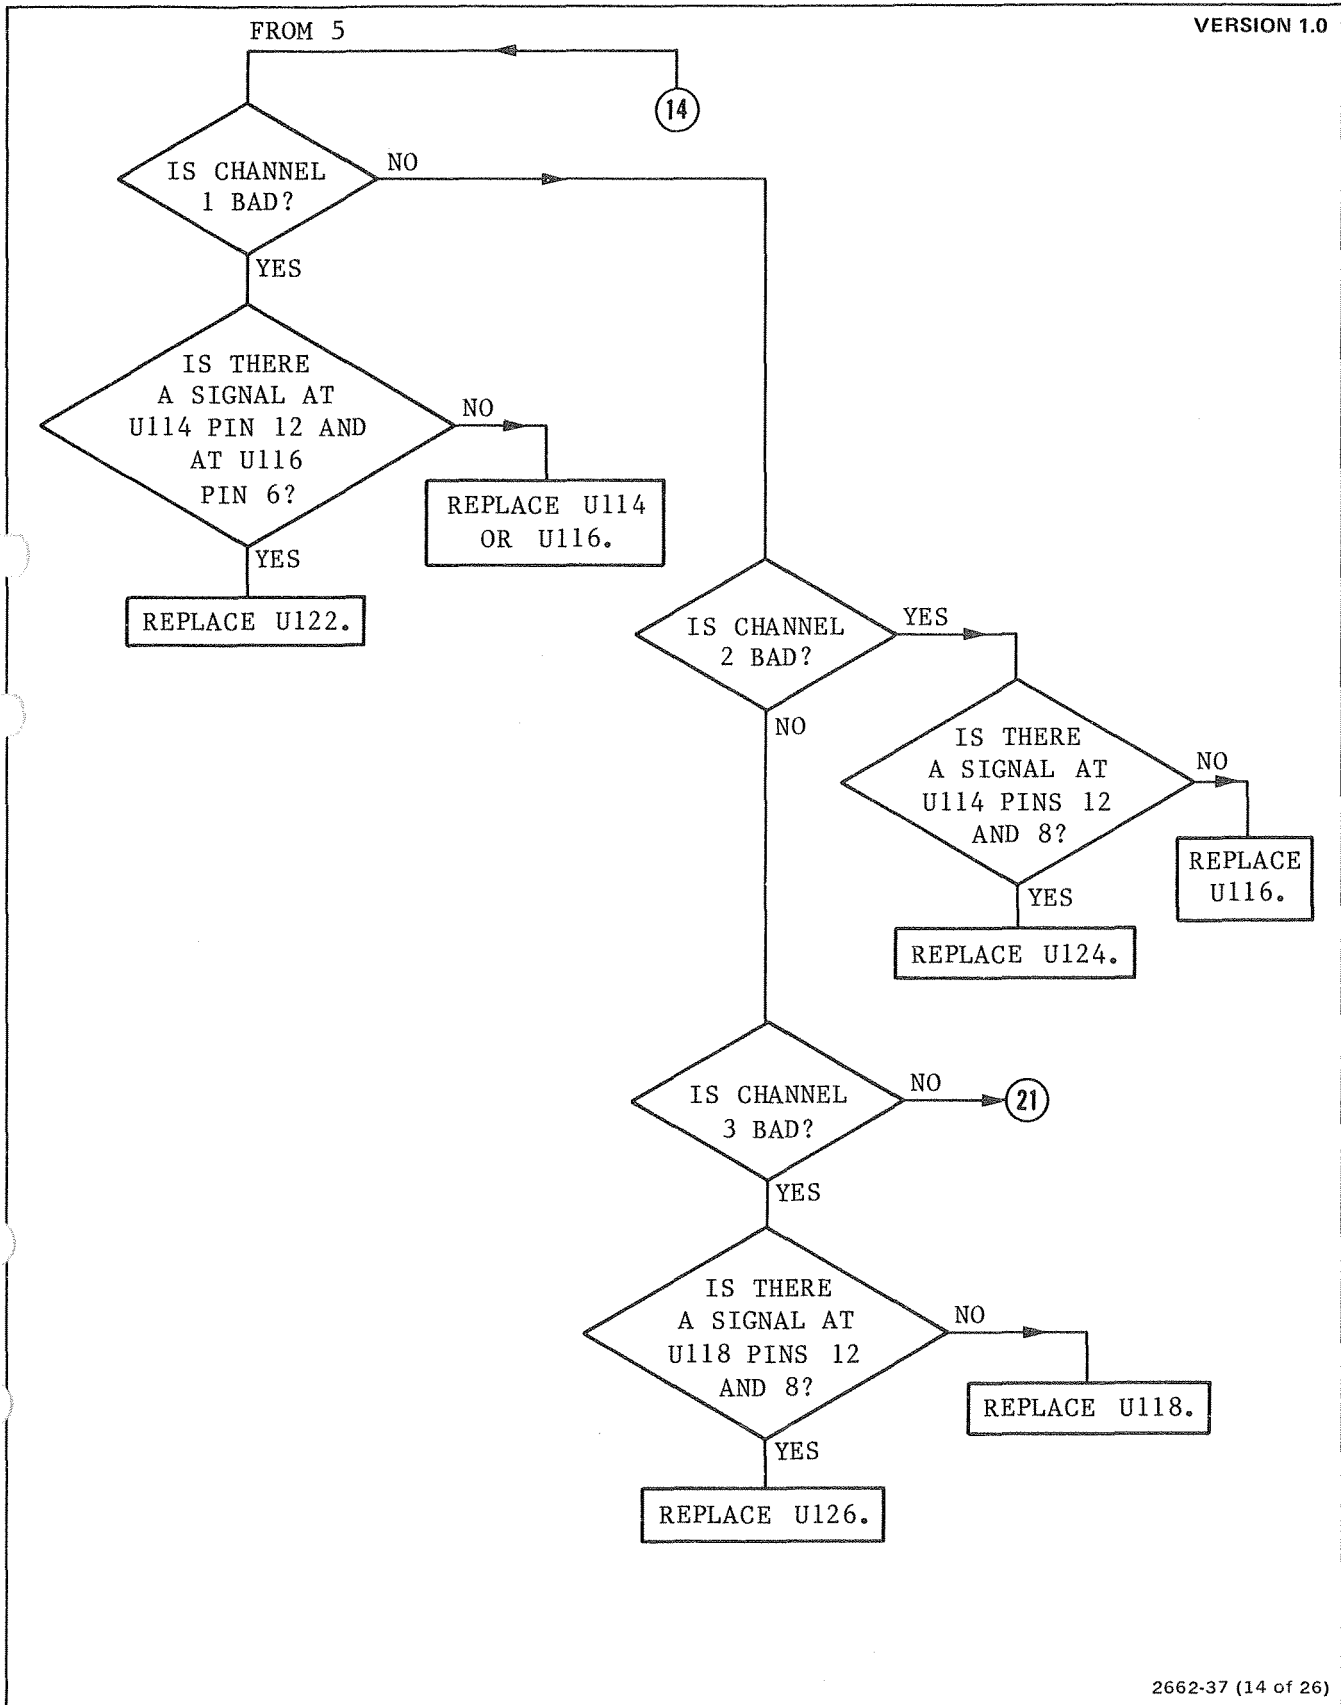 FROM 5
VERSION 1.0
14
IS CHANNEL
1 BAD?
NO
YES
IS THERE
A SIGNAL AT
U114 PIN 12 AND
AT U116
PIN 6?
NO
REPLACE U114
OR U116.
YES
REPLACE U122.
IS CHANNEL
2 BAD?
YES
NO
IS THERE
A SIGNAL AT
U114 PINS 12
AND 8?
NO
REPLACE
U116.
YES
REPLACE U124.
IS CHANNEL
3 BAD?
NO
21
YES
IS THERE
A SIGNAL AT
U118 PINS 12
AND 8?
NO
REPLACE U118.
YES
REPLACE U126.
2662-37 (14 of 26)